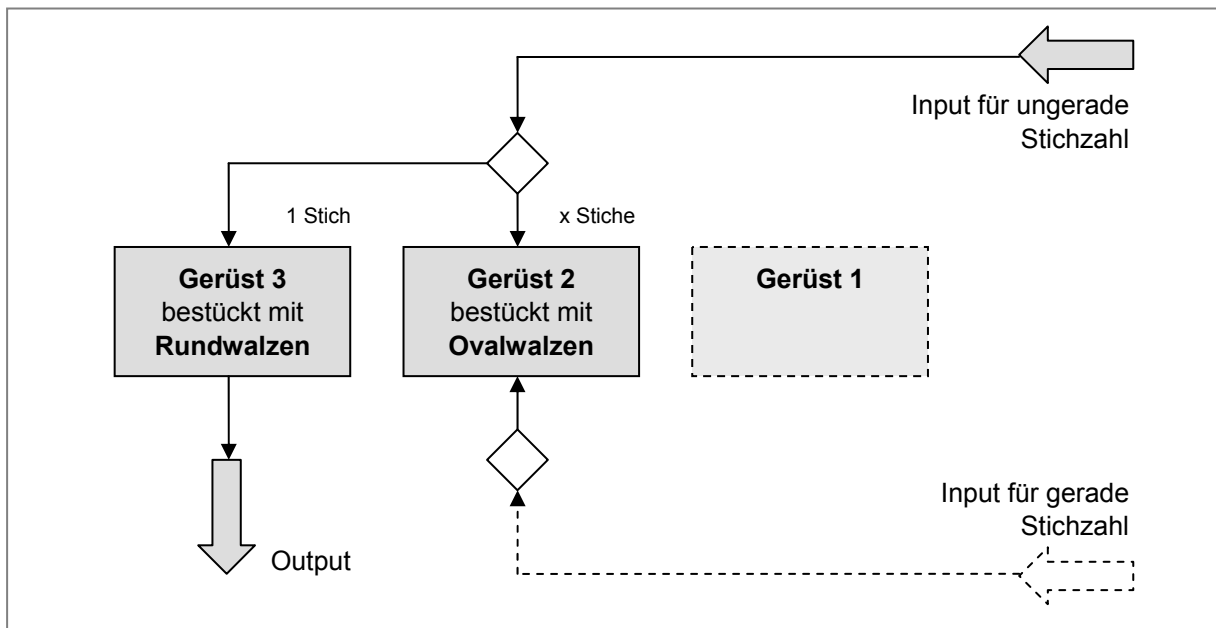 Input für ungerade
Stichzahl
1 Stich
x Stiche
Gerüst 3
bestückt mit
Rundwalzen
Gerüst 2
bestückt mit
Ovalwalzen
Gerüst 1
Input für gerade
Stichzahl
Output